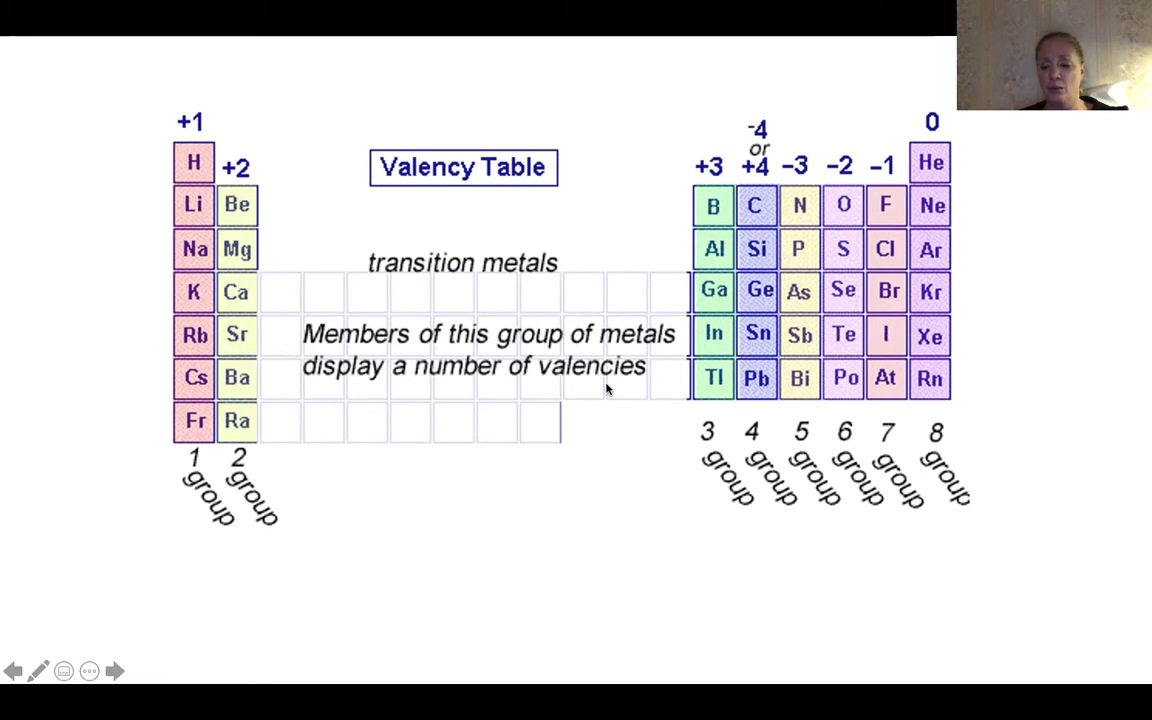 +1
-4
or
0
+2
Valency Table
+3
+4
-3
-2
-1
H
He
Li
Be
B
C
N
O
F
Ne
Na
Mg
Al
Si
P
S
Cl
Ar
transition metals
K
Ca
Ga
Ge
As
Se
Br
Kr
Members of this group of metals
Rb
Sr
In
Sn
Sb
Te
I
Xe
display a number of valencies
Cs
Ba
Tl
Pb
Bi
Po
At
Rn
Fr
Ra
1
group
2
group
3
group
4
group
5
group
6
group
7
group
8
group